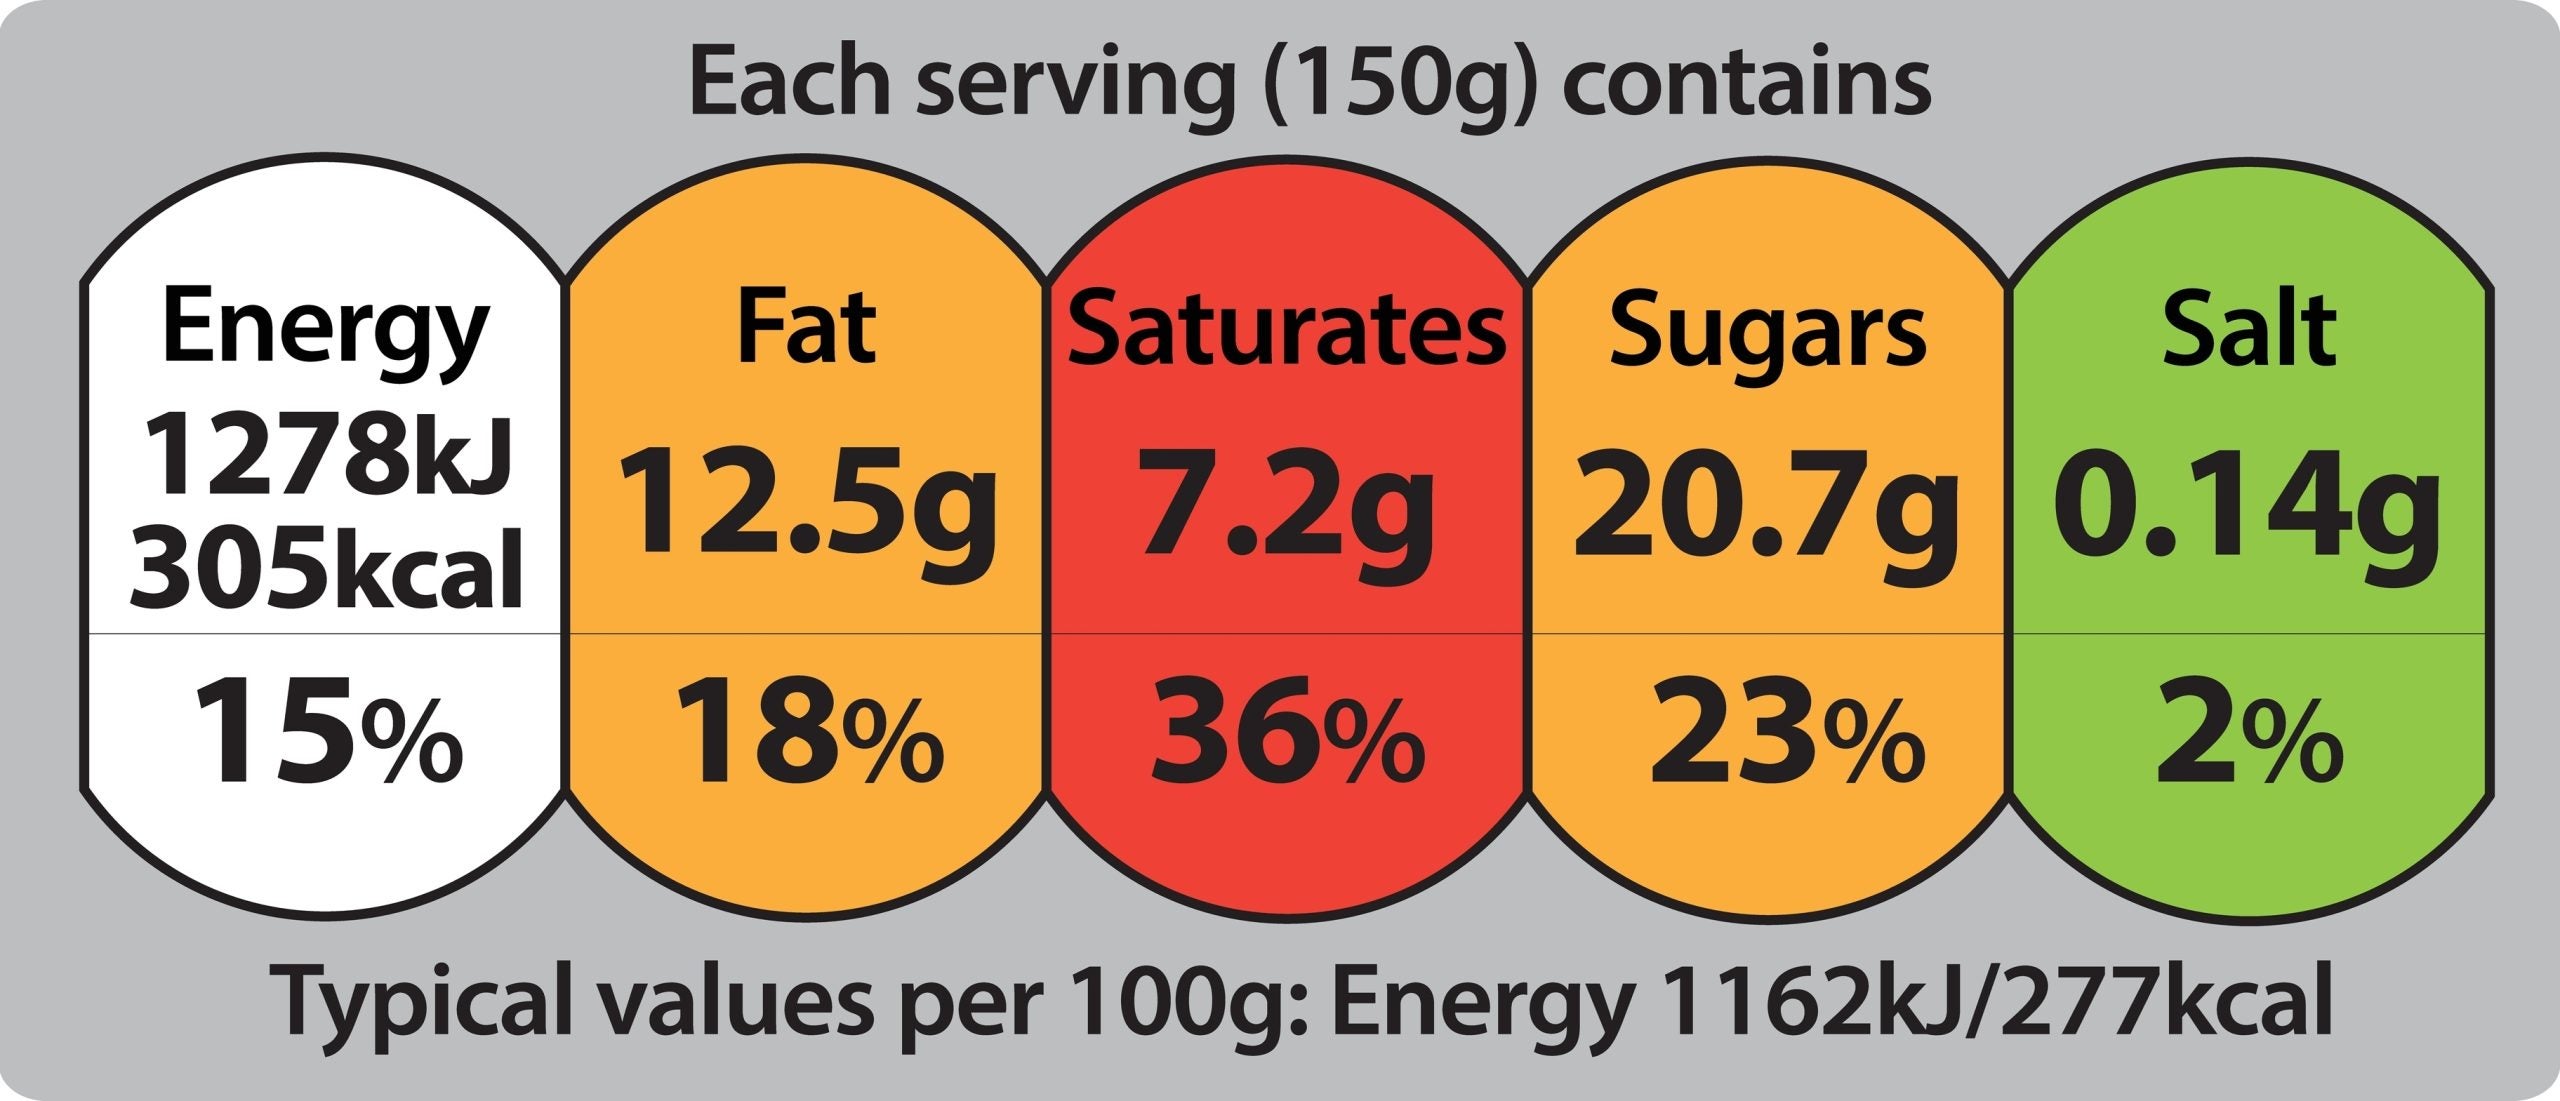 Each serving (150g) contains
Energy
1278kJ
305kcal
15%
Fat
12.5g
18%
Saturates
7.2g
36%
Sugars
20.7g
23%
Salt
0.14g
2%
Typical values per 100g: Energy 1162kJ/277kcal